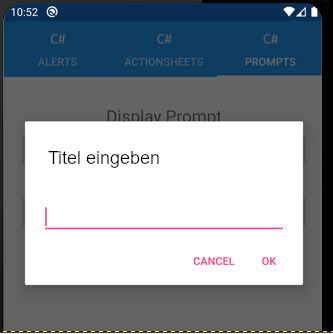 10:52
C# C# C#
ALERTS ACTIONSHEETS PROMPTS
Display Prompt
Titel eingeben
CANCEL OK